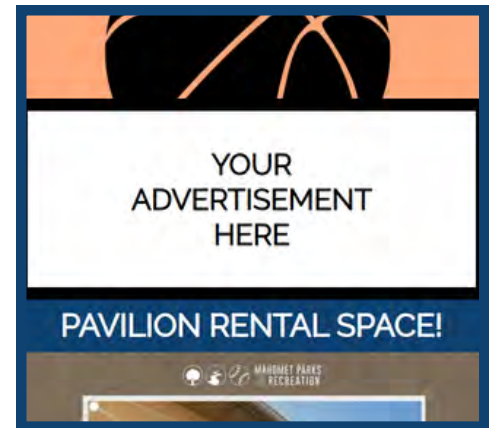 YOUR
ADVERTISEMENT
HERE
PAVILION RENTAL SPACE!
MAHOMET PARKS
RECREATION